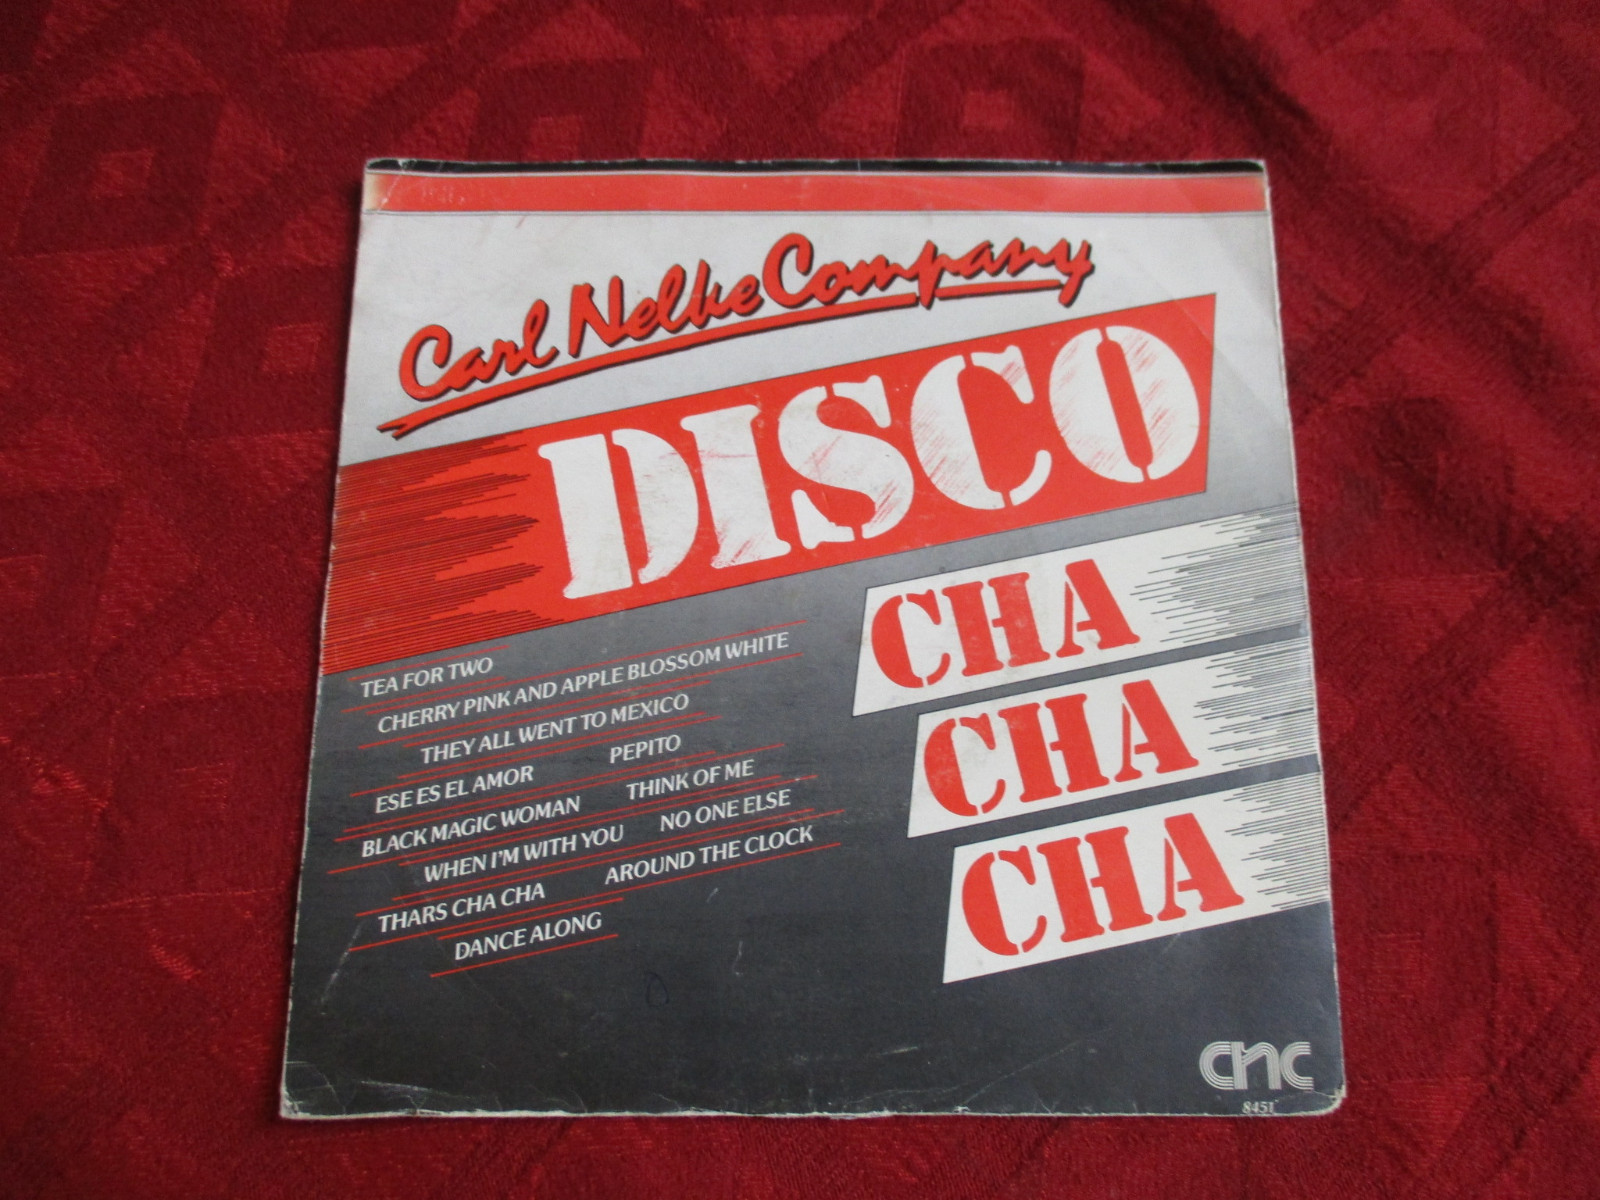 Carl Nelke Company
DISCO
CHA
CHA
CHA
TEA FOR TWO
CHERRY PINK AND APPLE BLOSSOM WHITE
THEY ALL WENT TO MEXICO
ESE ES EL AMOR PEPITO
BLACK MAGIC WOMAN THINK OF ME
WHEN I'M WITH YOU NO ONE ELSE
THARS CHA CHA AROUND THE CLOCK
DANCE ALONG
cnc
8451